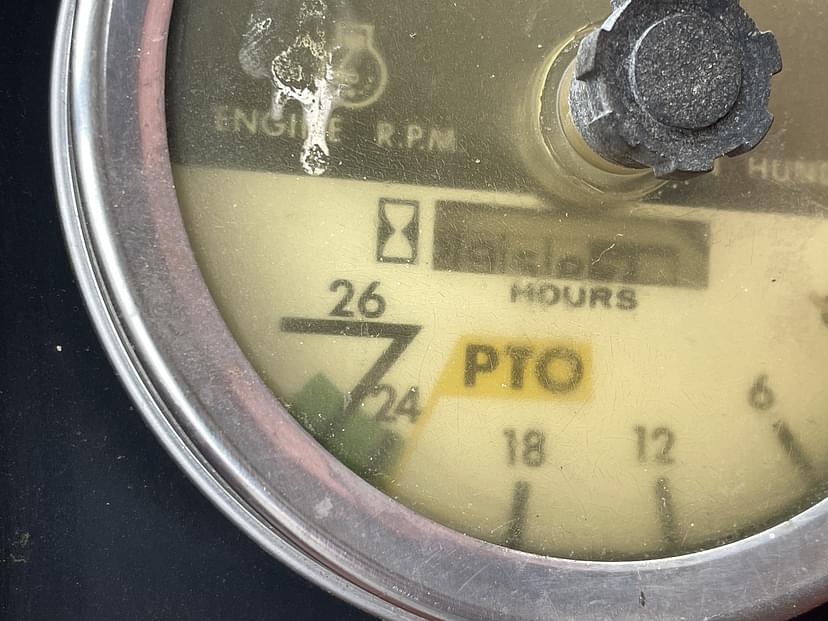 ENGINE R.P.M
HOURS
26
PTO
24
6
18 12